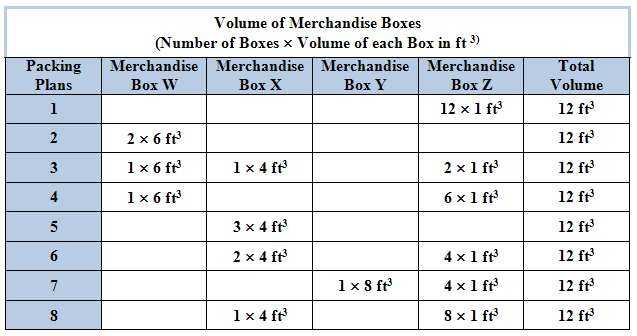 Volume of Merchandise Boxes
(Number of Boxes × Volume of each Box in ft ³⁾
Packing Plans Merchandise Box W Merchandise Box X Merchandise Box Y Merchandise Box Z Total Volume
1 12 × 1 ft³ 12 ft³
2 2 × 6 ft³ 12 ft³
3 1 × 6 ft³ 1 × 4 ft³ 2 × 1 ft³ 12 ft³
4 1 × 6 ft³ 6 × 1 ft³ 12 ft³
5 3 × 4 ft³ 12 ft³
6 2 × 4 ft³ 4 × 1 ft³ 12 ft³
7 1 × 8 ft³ 4 × 1 ft³ 12 ft³
8 1 × 4 ft³ 8 × 1 ft³ 12 ft³